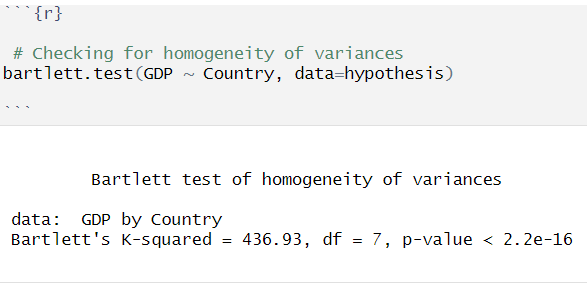 ```{r}
# Checking for homogeneity of variances
bartlett.test(GDP ~ Country, data=hypothesis)
```
Bartlett test of homogeneity of variances
data:  GDP by Country
Bartlett's K-squared = 436.93, df = 7, p-value < 2.2e-16